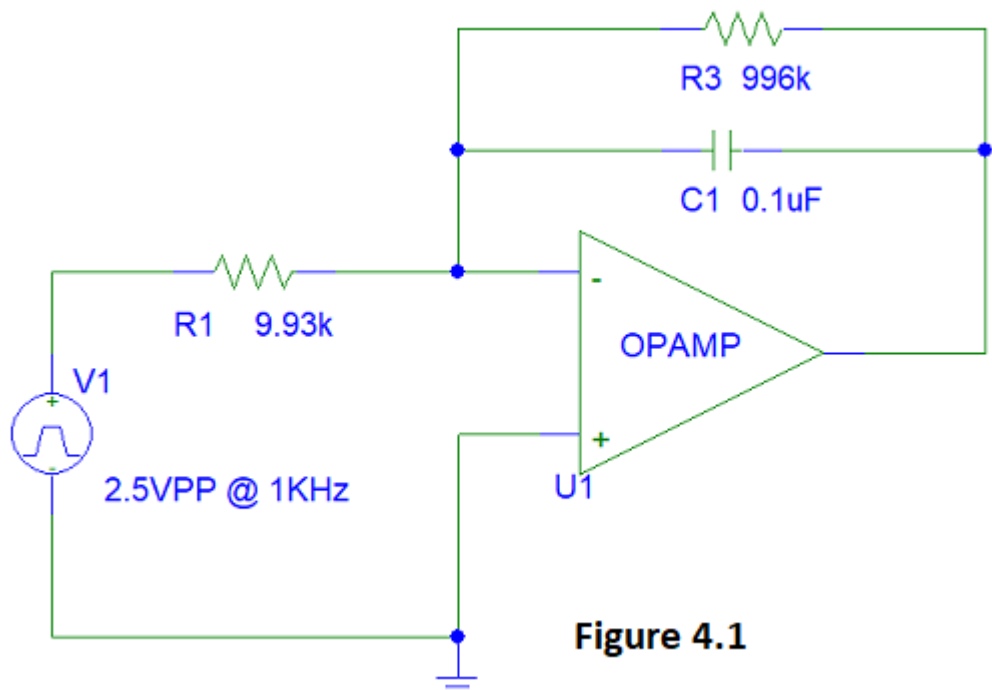 R3 996k
C1 0.1uF
R1 9.93k
-
OPAMP
V1
+
-
+
2.5VPP @ 1KHz
U1
Figure 4.1